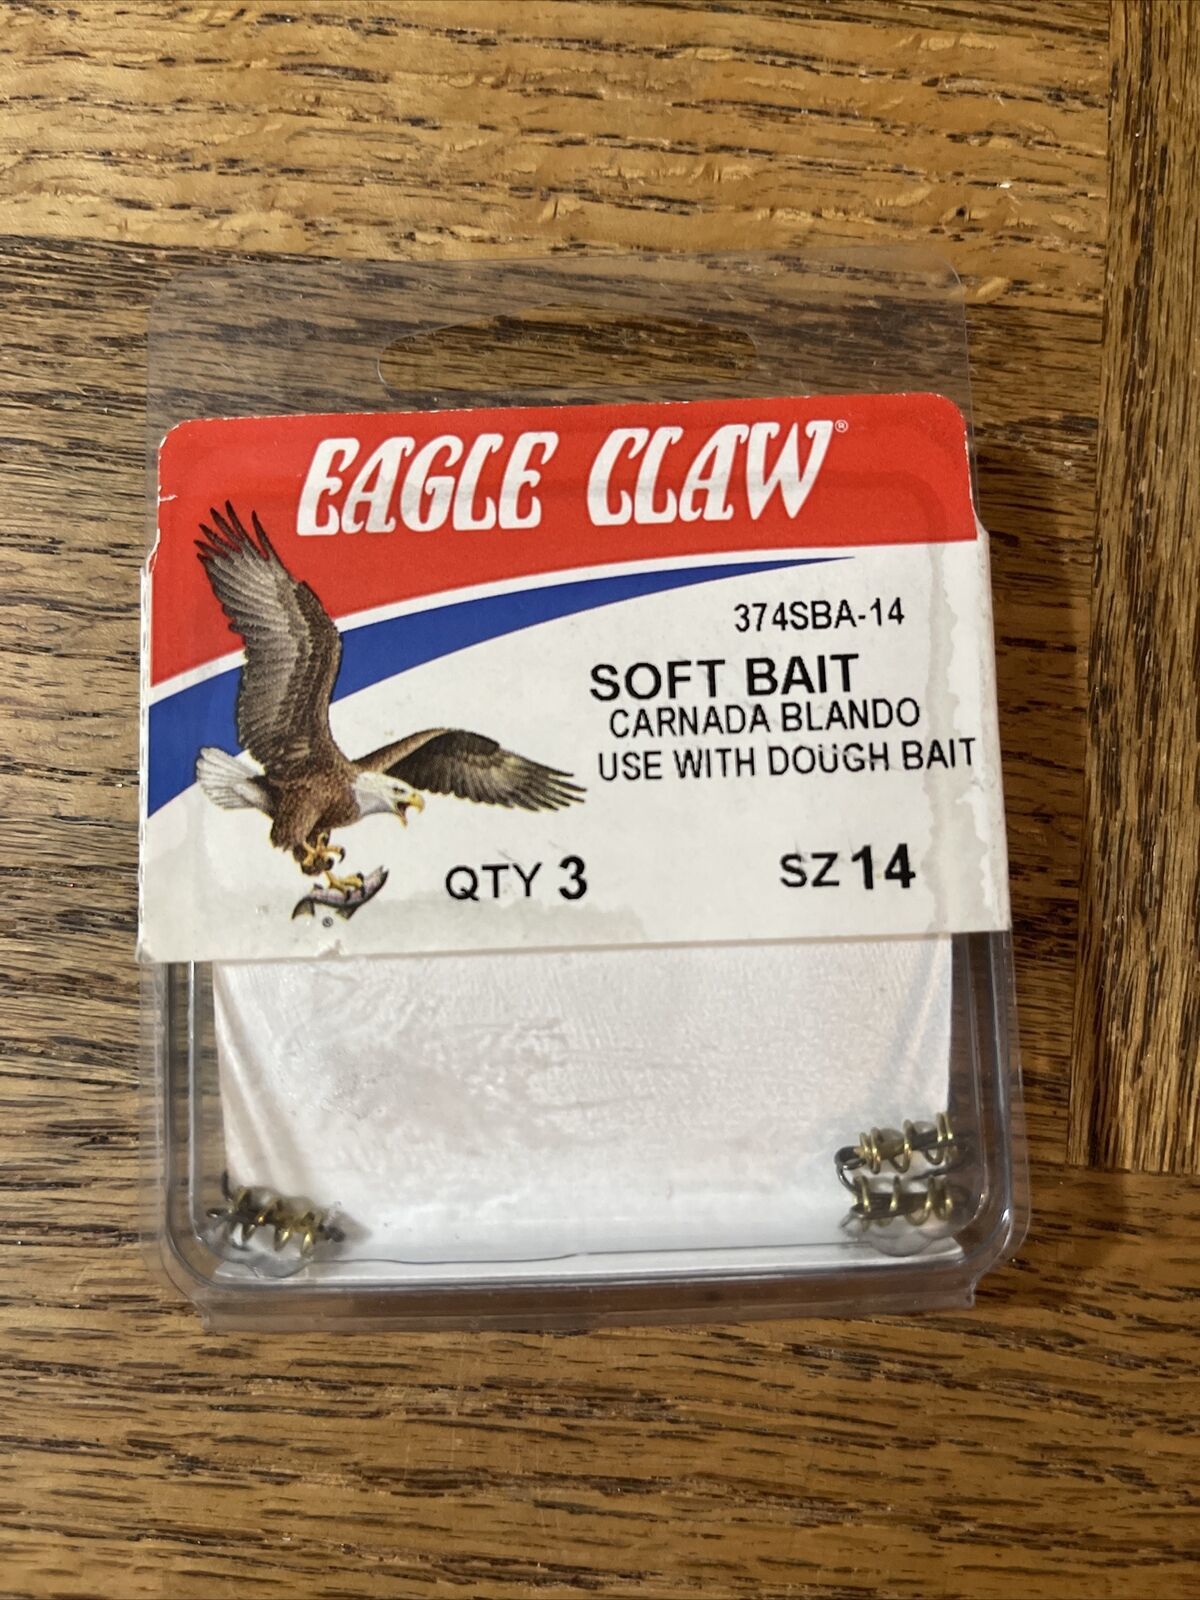 EAGLE CLAW®
374SBA-14
SOFT BAIT
CARNADA BLANDO
USE WITH DOUGH BAIT
QTY 3 SZ 14
®